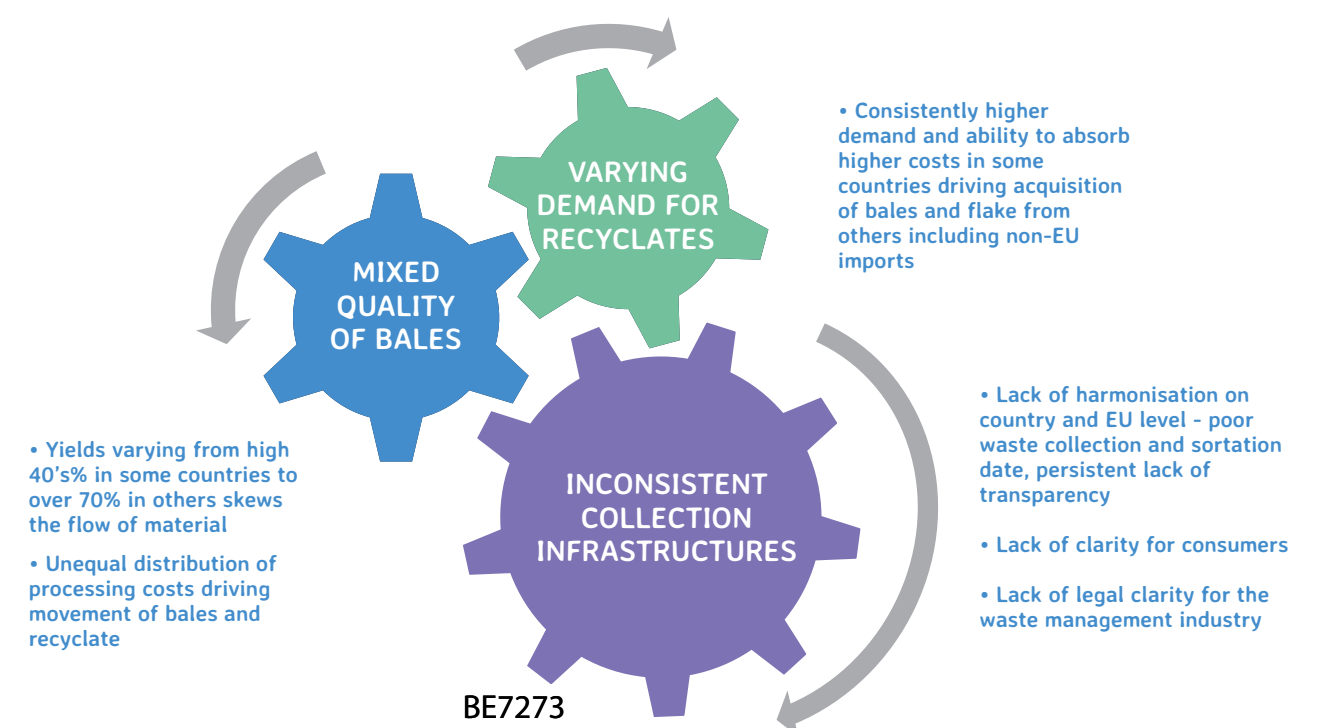 VARYING
DEMAND FOR
RECYCLATES
• Consistently higher
demand and ability to absorb
higher costs in some
countries driving acquisition
of bales and flake from
others including non-EU
imports
MIXED
QUALITY
OF BALES
• Yields varying from high
40's% in some countries to
over 70% in others skews
the flow of material
• Unequal distribution of
processing costs driving
movement of bales and
recyclate
INCONSISTENT
COLLECTION
INFRASTRUCTURES
• Lack of harmonisation on
country and EU level - poor
waste collection and sortation
date, persistent lack of
transparency
• Lack of clarity for consumers
• Lack of legal clarity for the
waste management industry
BE7273